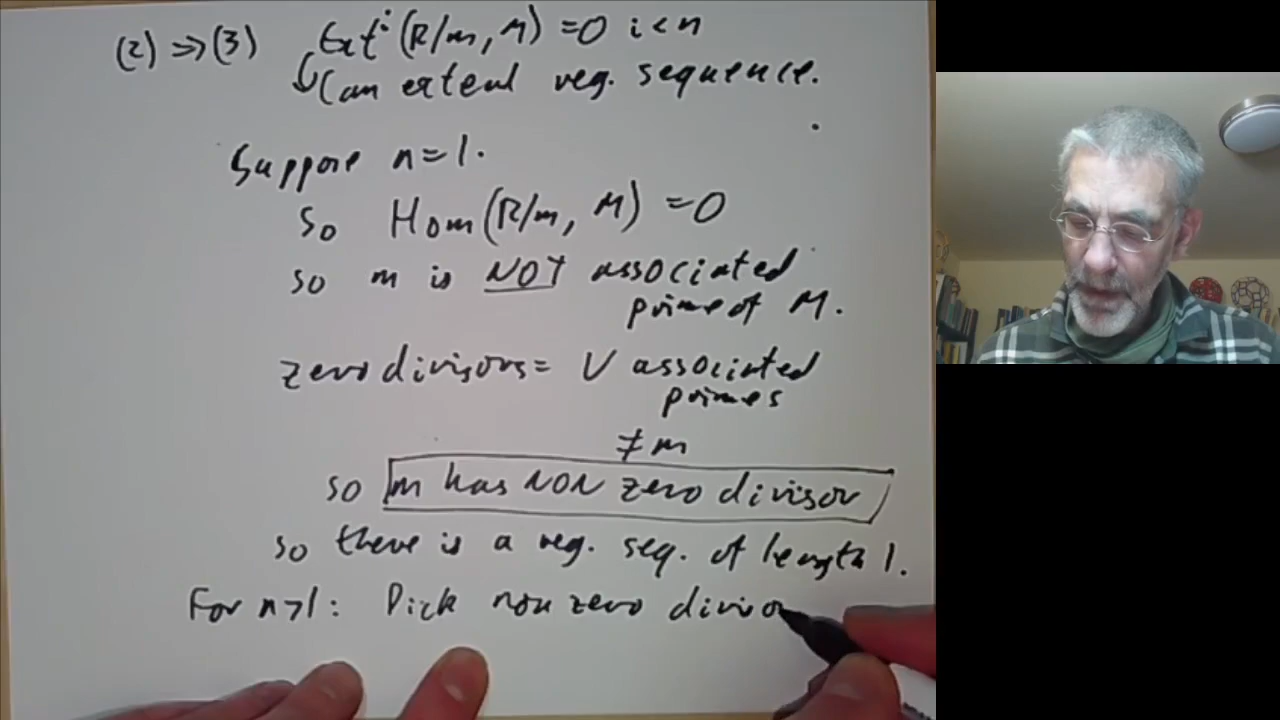 (2) ⇒ (3) Ext^i (R/m, M) = 0 i < n
Can extend reg. sequence.
Suppose n=1.
so Hom (R/m, M) = 0
so m is NOT associated
prime of M.
zero divisors = ∪ associated
primes
≠ m
so m has NON zero divisor
so there is a reg. seq. of length 1.
For n>1: Pick non zero divisor